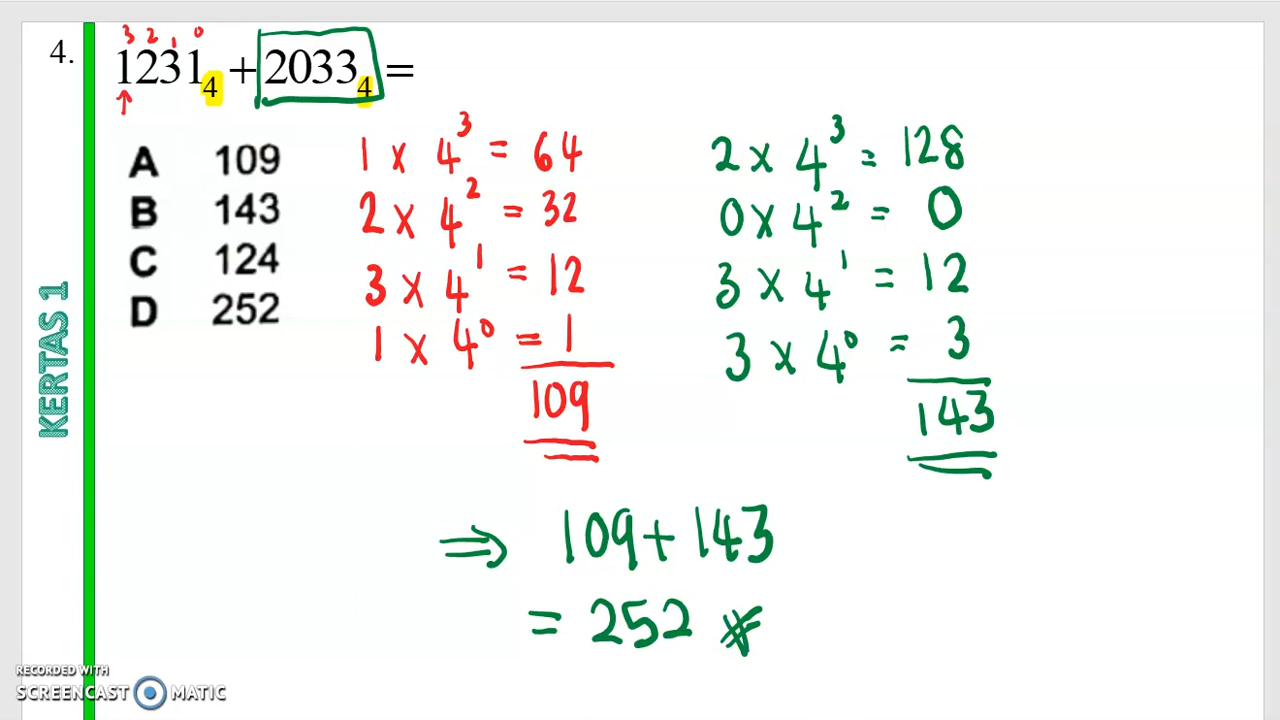 3 2 1 0
4. 1231₄ + 2033₄ =
A 109
B 143
C 124
D 252
KERTAS 1
1 × 4³ = 64
2 × 4² = 32
3 × 4¹ = 12
1 × 4⁰ = 1
109
2 × 4³ = 128
0 × 4² = 0
3 × 4¹ = 12
3 × 4⁰ = 3
143
⇒ 109 + 143
= 252 *
RECORDED WITH
SCREENCAST MATIC